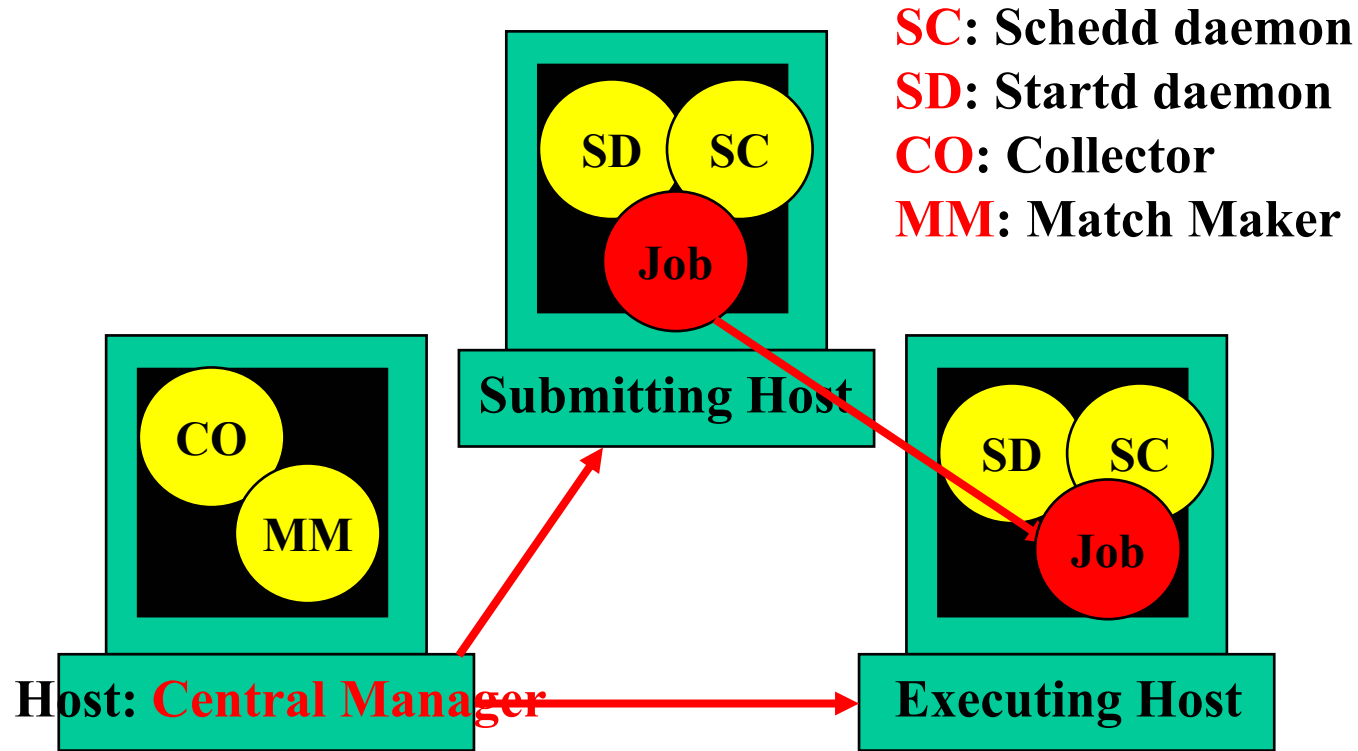 SC: Schedd daemon
SD: Startd daemon
CO: Collector
MM: Match Maker
SD
SC
Job
Submitting Host
CO
MM
Host: Central Manager
SD
SC
Job
Executing Host